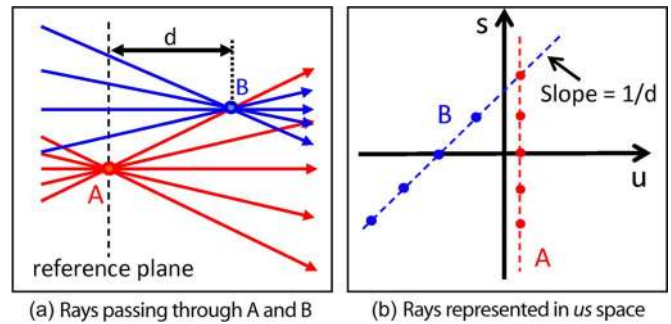 d
B
A
reference plane
(a) Rays passing through A and B
s
B
Slope = 1/d
u
A
(b) Rays represented in us space